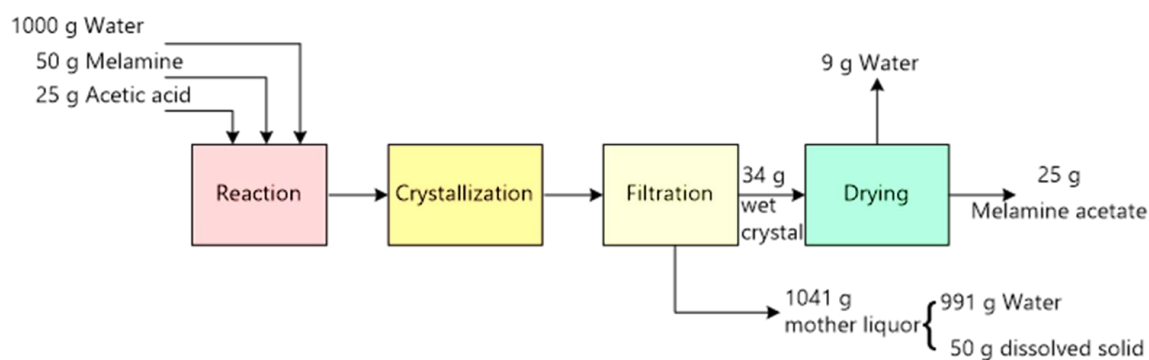 1000 g Water
50 g Melamine
25 g Acetic acid
9 g Water
Reaction
Crystallization
Filtration
34 g
wet
crystal
Drying
25 g
Melamine acetate
1041 g
mother liquor
991 g Water
50 g dissolved solid